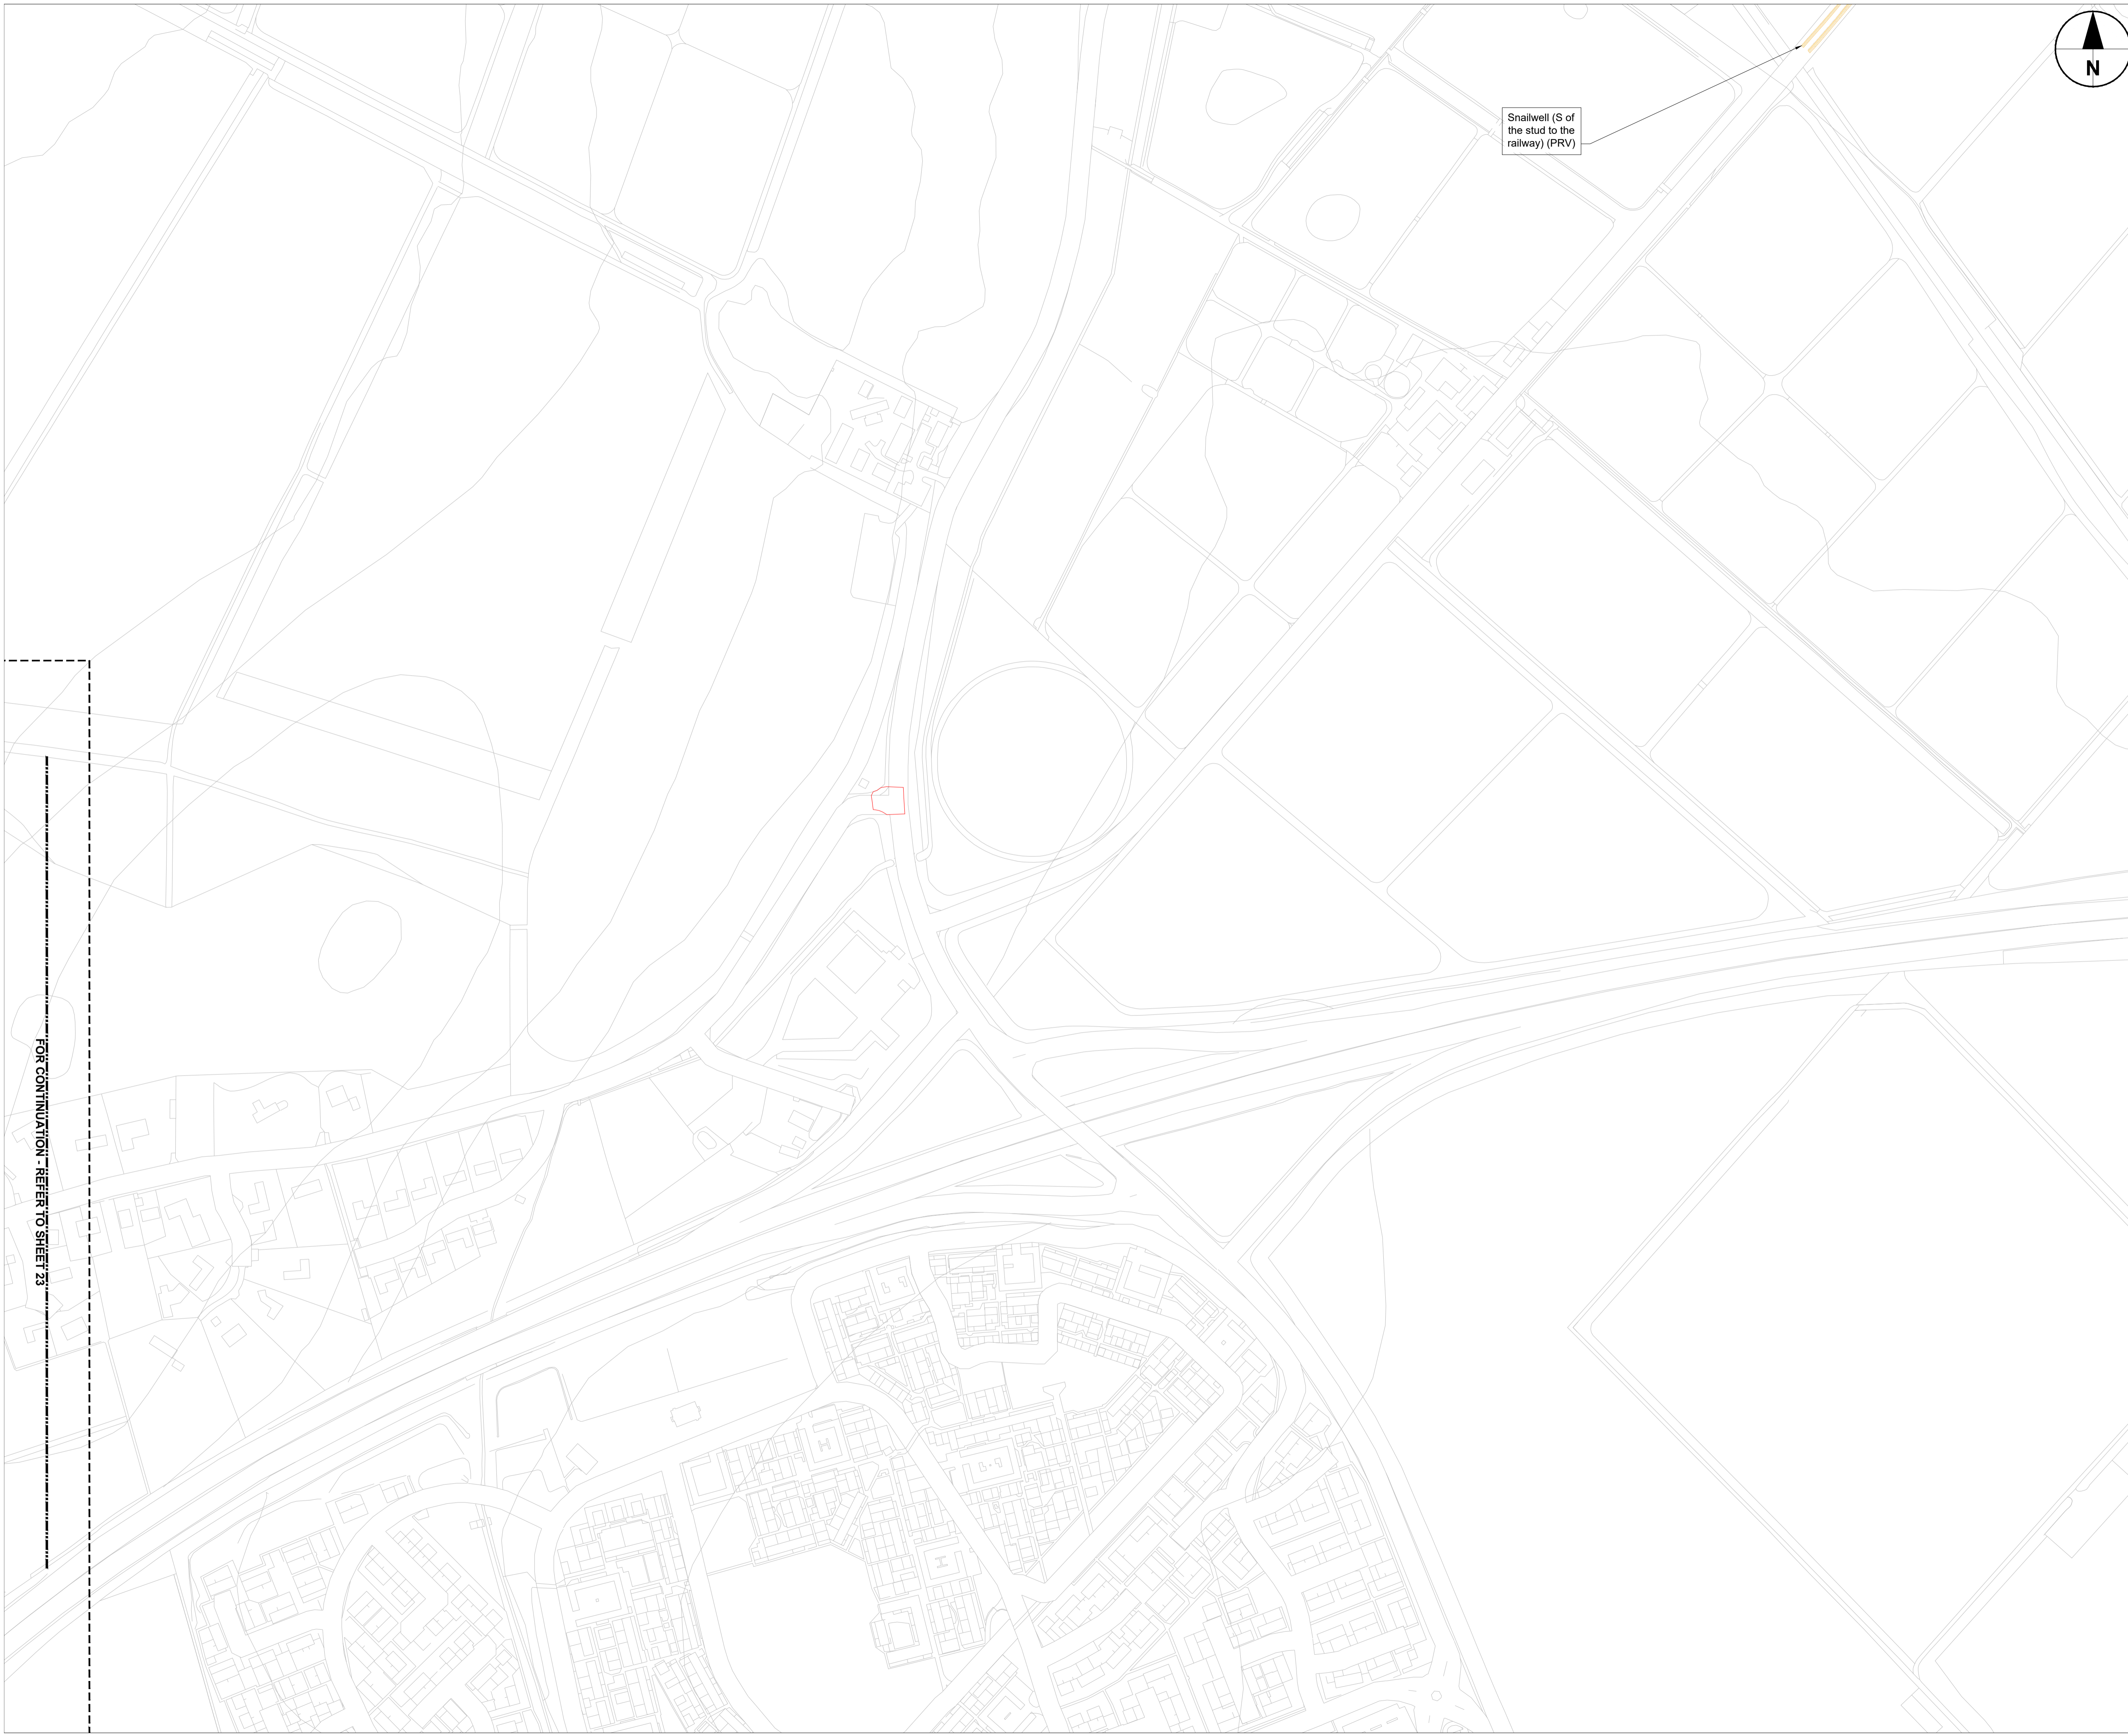 N
Snailwell (S of
the stud to the
railway) (PRV)
FOR CONTINUATION - REFER TO SHEET 23